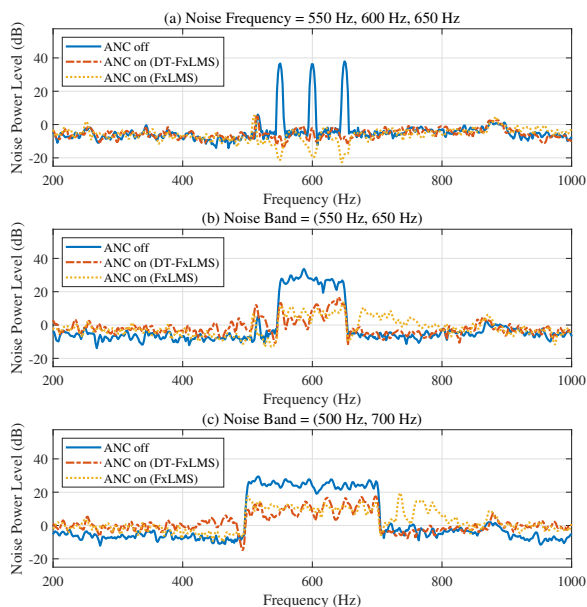 (a) Noise Frequency = 550 Hz, 600 Hz, 650 Hz
Noise Power Level (dB)
40
20
0
-20
ANC off
ANC on (DT-FxLMS)
ANC on (FxLMS)
200 400 600 800 1000
Frequency (Hz)
(b) Noise Band = (550 Hz, 650 Hz)
Noise Power Level (dB)
40
20
0
-20
ANC off
ANC on (DT-FxLMS)
ANC on (FxLMS)
200 400 600 800 1000
Frequency (Hz)
(c) Noise Band = (500 Hz, 700 Hz)
Noise Power Level (dB)
40
20
0
-20
ANC off
ANC on (DT-FxLMS)
ANC on (FxLMS)
200 400 600 800 1000
Frequency (Hz)